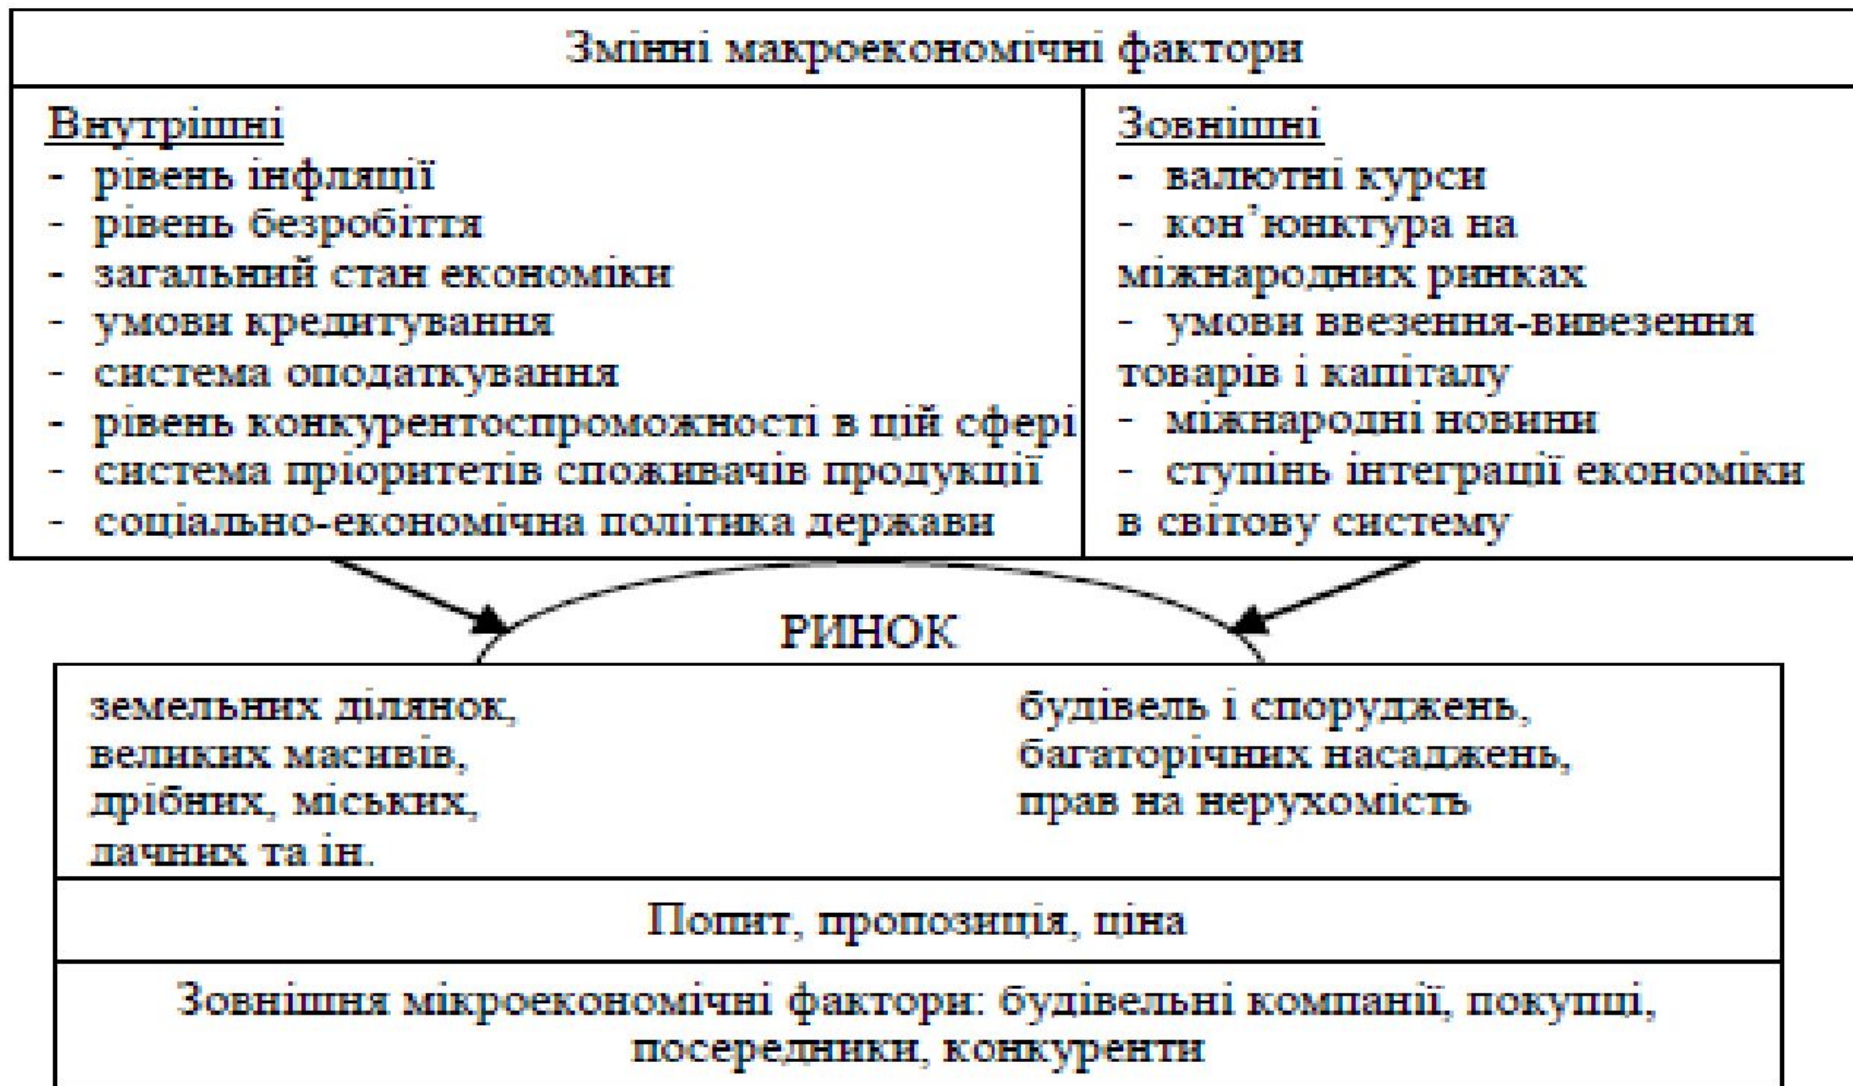 Змінні макроекономічні фактори
Внутрішні
- рівень інфляції
- рівень безробіття
- загальний стан економіки
- умови кредитування
- система оподаткування
- рівень конкурентоспроможності в цій сфері
- система пріоритетів споживачів продукції
- соціально-економічна політика держави
Зовнішні
- валютні курси
- кон’юнктура на
міжнародних ринках
- умови ввезення-вивезення
товарів і капіталу
- міжнародні новини
- ступінь інтеграції економіки
в світову систему
РИНОК
земельних ділянок,
великих масивів,
дрібних, міських,
дачних та ін.
будівель і споруджень,
багаторічних насаджень,
прав на нерухомість
Попит, пропозиція, ціна
Зовнішня мікроекономічні фактори: будівельні компанії, покупці,
посередники, конкуренти